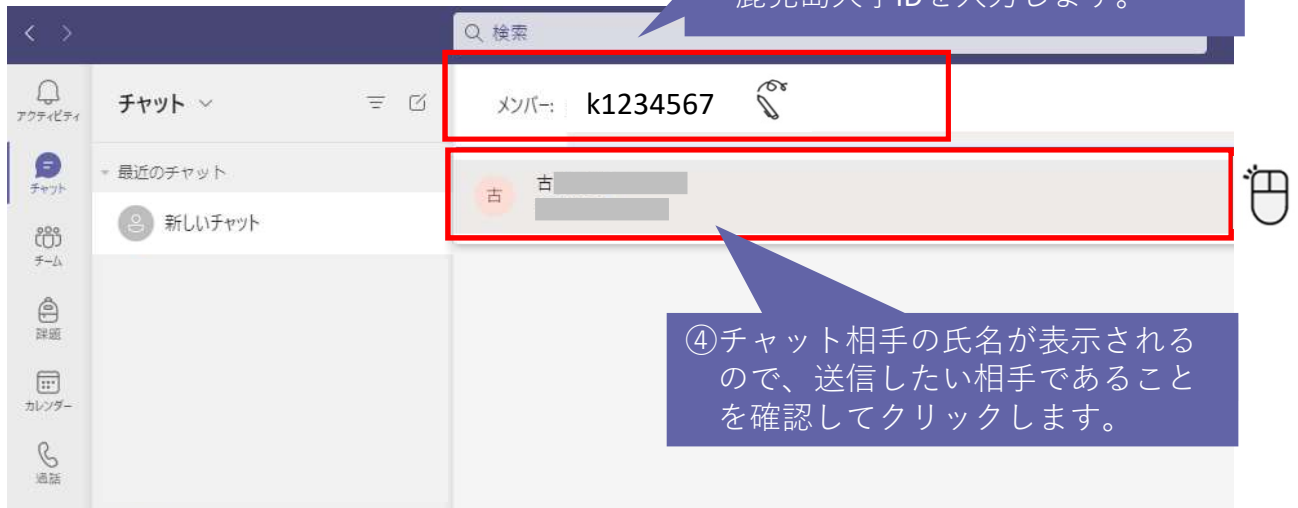 鹿児島大学IDを入力します。
検索
アクティビティ
チャット
メンバー: k1234567
チャット
最近のチャット
古
古
新しいチャット
チーム
課題
カレンダー
通話
④チャット相手の氏名が表示される
ので、送信したい相手であること
を確認してクリックします。